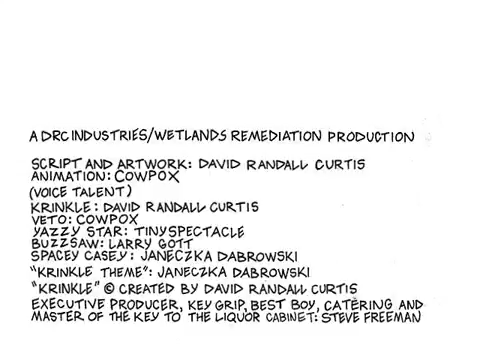 A DRC INDUSTRIES/WETLANDS REMEDIATION PRODUCTION
SCRIPT AND ARTWORK: DAVID RANDALL CURTIS
ANIMATION: COWPOX
(VOICE TALENT)
KRINKLE: DAVID RANDALL CURTIS
VETO: COWPOX
YAZZY STAR: TINYSPECTACLE
BUZZSAW: LARRY GOTT
SPACEY CASEY: JANECZKA DABROWSKI
"KRINKLE THEME": JANECZKA DABROWSKI
"KRINKLE" © CREATED BY DAVID RANDALL CURTIS
EXECUTIVE PRODUCER, KEY GRIP, BEST BOY, CATERING AND
MASTER OF THE KEY TO THE LIQUOR CABINET: STEVE FREEMAN